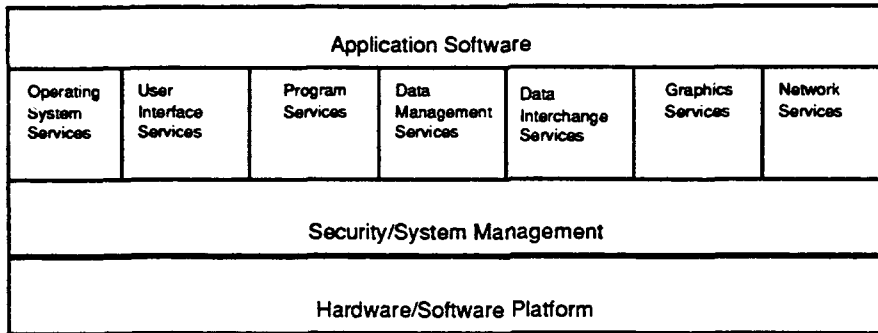 Application Software
Operating
System
Services
User
Interface
Services
Program
Services
Data
Management
Services
Data
Interchange
Services
Graphics
Services
Network
Services
Security/System Management
Hardware/Software Platform